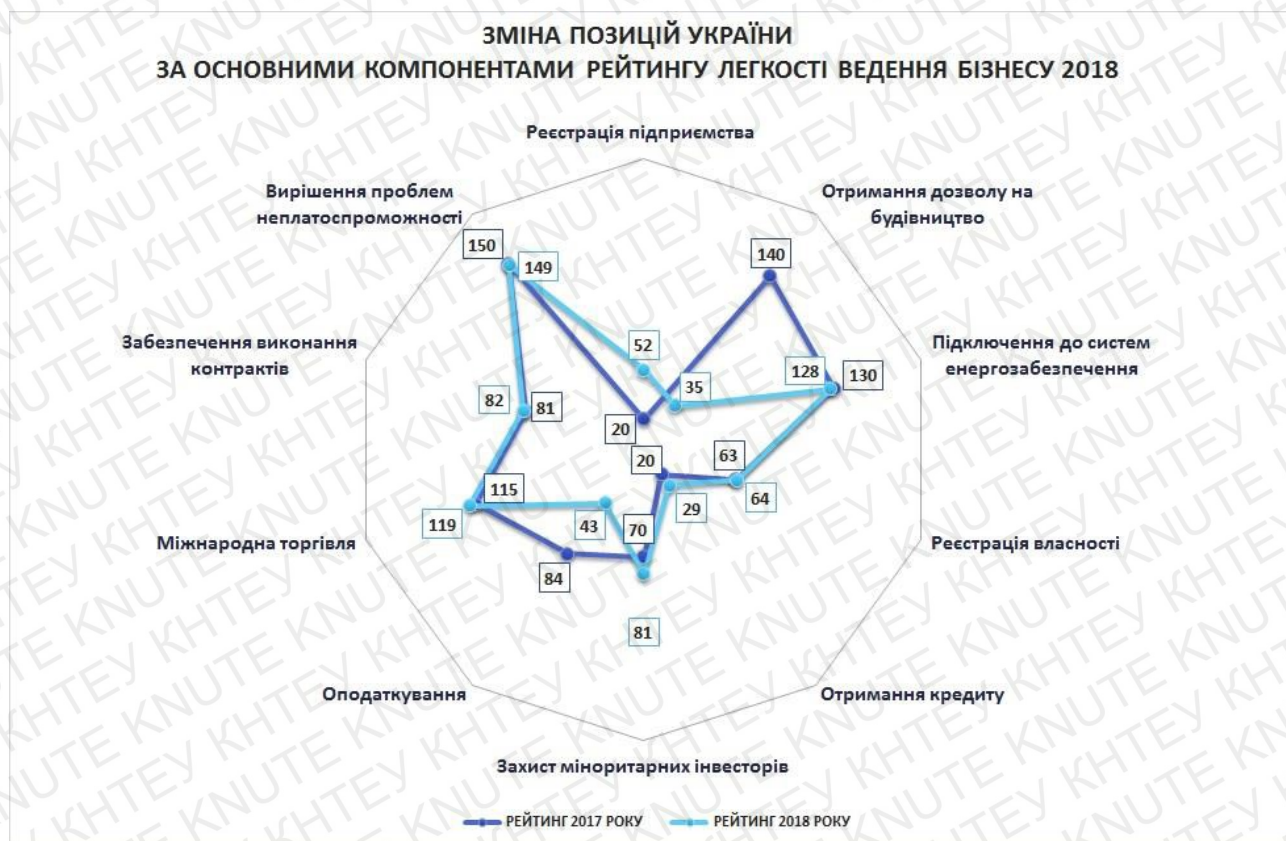 ЗМІНА ПОЗИЦІЙ УКРАЇНИ
ЗА ОСНОВНИМИ КОМПОНЕНТАМИ РЕЙТИНГУ ЛЕГКОСТІ ВЕДЕННЯ БІЗНЕСУ 2018
Реєстрація підприємства
Вирішення проблем
неплатоспроможності
Отримання дозволу на
будівництво
150
149
140
52
35
20
Забезпечення виконання
контрактів
Підключення до систем
енергозабезпечення
128
130
82
81
20
63
64
29
115
119
43
70
84
81
Міжнародна торгівля
Реєстрація власності
Оподаткування
Отримання кредиту
Захист міноритарних інвесторів
РЕЙТИНГ 2017 РОКУ
РЕЙТИНГ 2018 РОКУ
KNUTE КНТЕУ